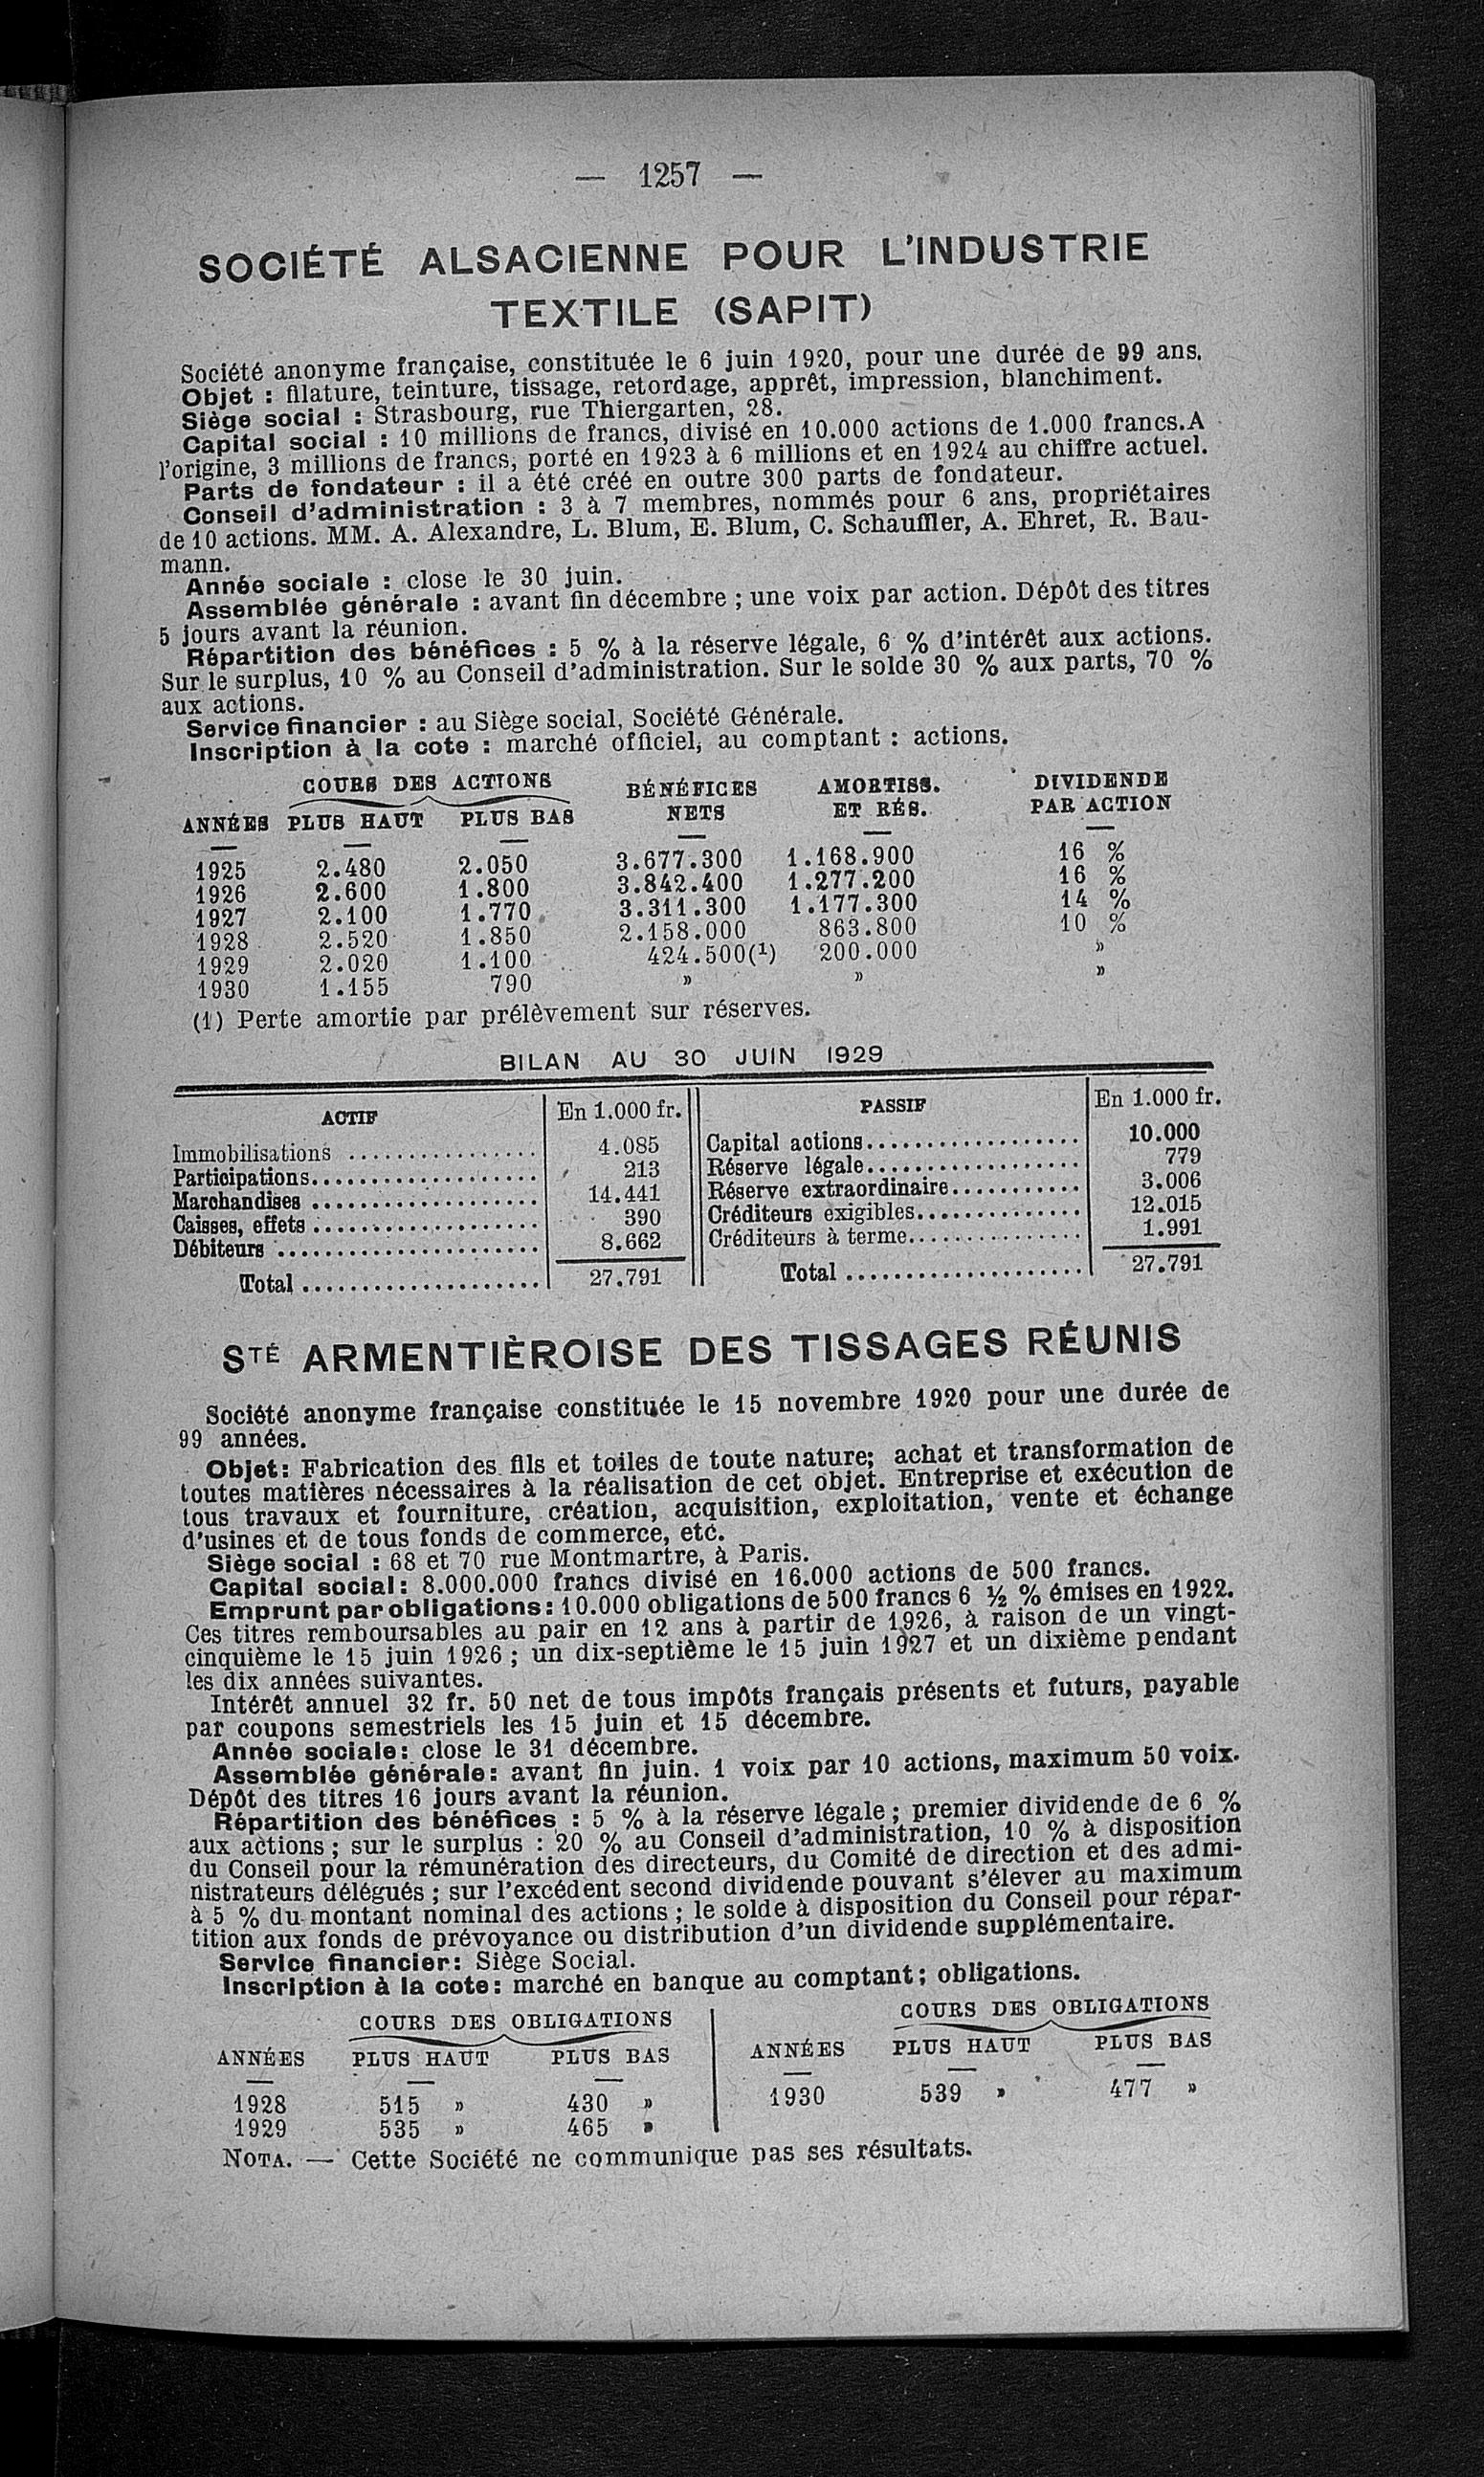 — 1257 —
SOCIÉTÉ ALSACIENNE POUR L'INDUSTRIE
TEXTILE (SAPIT)
Société anonyme française, constituée le 6 juin 1920, pour une durée de 99 ans.
Objet : filature, teinture, tissage, retordage, apprêt, impression, blanchiment.
Siège social : Strasbourg, rue Thiergarten, 28.
Capital social : 10 millions de francs, divisé en 10.000 actions de 1.000 francs.A
l'origine, 3 millions de francs, porté en 1923 à 6 millions et en 1924 au chiffre actuel.
Parts de fondateur : il a été créé en outre 300 parts de fondateur.
Conseil d'administration : 3 à 7 membres, nommés pour 6 ans, propriétaires
de 10 actions. MM. A. Alexandre, L. Blum, E. Blum, C. Schauffler, A. Ehret, R. Bau-
mann.
Année sociale : close le 30 juin.
Assemblée générale : avant fin décembre ; une voix par action. Dépôt des titres
5 jours avant la réunion.
Répartition des bénéfices : 5 % à la réserve légale, 6 % d'intérêt aux actions.
Sur le surplus, 10 % au Conseil d'administration. Sur le solde 30 % aux parts, 70 %
aux actions.
Service financier : au Siège social, Société Générale.
Inscription à la cote : marché officiel, au comptant : actions.
COURS DES ACTIONS BÉNÉFICES AMORTISS. DIVIDENDE
ANNÉES PLUS HAUT PLUS BAS NETS ET RÉS. PAR ACTION
1925 2.480 2.050 3.677.300 1.168.900 16 %
1926 2.600 1.800 3.842.400 1.277.200 16 %
1927 2.100 1.770 3.311.300 1.177.300 14 %
1928 2.520 1.850 2.158.000 863.800 10 %
1929 2.020 1.100 424.500(1) 200.000 »
1930 1.155 790 » » »
(1) Perte amortie par prélèvement sur réserves.
BILAN AU 30 JUIN 1929
ACTIF En 1.000 fr. PASSIF En 1.000 fr.
Immobilisations ................ 4.085 Capital actions.................. 10.000
Participations................... 213 Réserve légale.................. 779
Marchandises ................... 14.441 Réserve extraordinaire........... 3.006
Caisses, effets ................... 390 Créditeurs exigibles.............. 12.015
Débiteurs ...................... 8.662 Créditeurs à terme............... 1.991
Total .................... 27.791 Total .................... 27.791
STÉ ARMENTIÈROISE DES TISSAGES RÉUNIS
Société anonyme française constituée le 15 novembre 1920 pour une durée de
99 années.
Objet: Fabrication des fils et toiles de toute nature; achat et transformation de
toutes matières nécessaires à la réalisation de cet objet. Entreprise et exécution de
tous travaux et fourniture, création, acquisition, exploitation, vente et échange
d'usines et de tous fonds de commerce, etc.
Siège social : 68 et 70 rue Montmartre, à Paris.
Capital social: 8.000.000 francs divisé en 16.000 actions de 500 francs.
Emprunt par obligations: 10.000 obligations de 500 francs 6 ½ % émises en 1922.
Ces titres remboursables au pair en 12 ans à partir de 1926, à raison de un vingt-
cinquième le 15 juin 1926 ; un dix-septième le 15 juin 1927 et un dixième pendant
les dix années suivantes.
Intérêt annuel 32 fr. 50 net de tous impôts français présents et futurs, payable
par coupons semestriels les 15 juin et 15 décembre.
Année sociale: close le 31 décembre.
Assemblée générale: avant fin juin. 1 voix par 10 actions, maximum 50 voix.
Dépôt des titres 16 jours avant la réunion.
Répartition des bénéfices : 5 % à la réserve légale ; premier dividende de 6 %
aux actions ; sur le surplus : 20 % au Conseil d'administration, 10 % à disposition
du Conseil pour la rémunération des directeurs, du Comité de direction et des admi-
nistrateurs délégués ; sur l'excédent second dividende pouvant s'élever au maximum
à 5 % du montant nominal des actions ; le solde à disposition du Conseil pour répar-
tition aux fonds de prévoyance ou distribution d'un dividende supplémentaire.
Service financier: Siège Social.
Inscription à la cote: marché en banque au comptant ; obligations.
COURS DES OBLIGATIONS COURS DES OBLIGATIONS
ANNÉES PLUS HAUT PLUS BAS ANNÉES PLUS HAUT PLUS BAS
1928 515 » 430 » 1930 539 » 477 »
1929 535 » 465 »
NOTA. — Cette Société ne communique pas ses résultats.